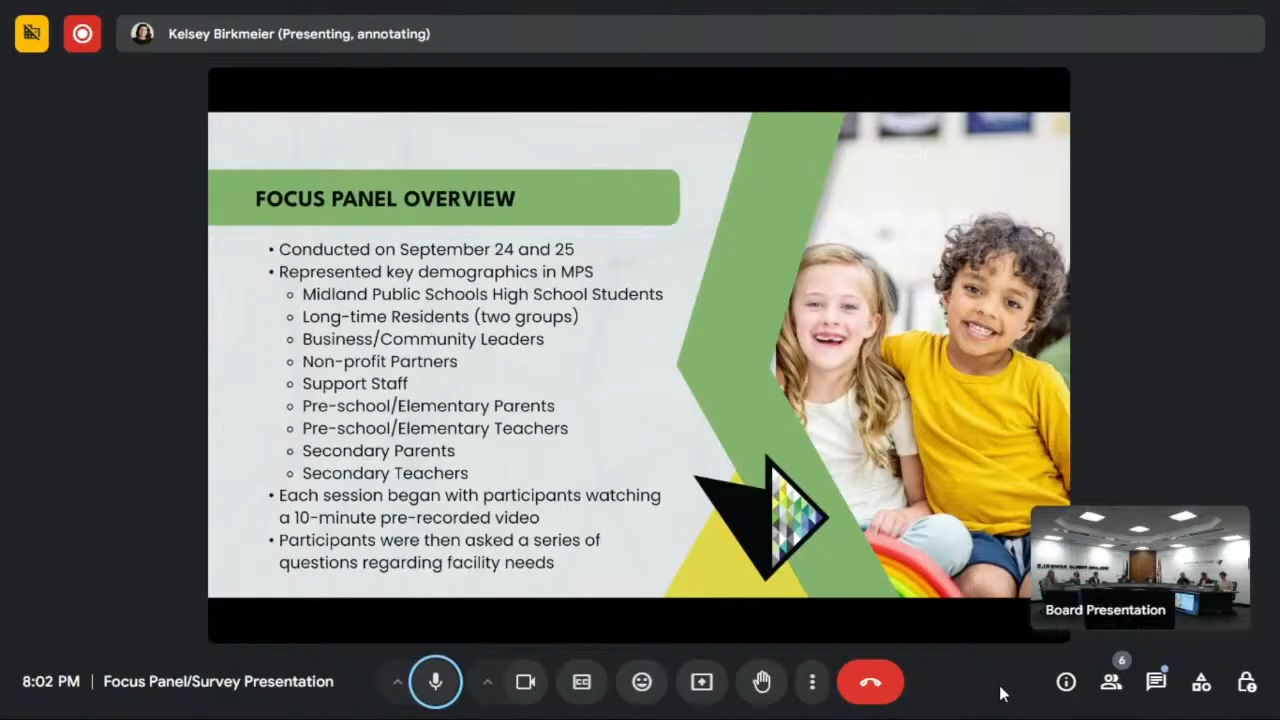 Kelsey Birkmeier (Presenting, annotating)
FOCUS PANEL OVERVIEW
• Conducted on September 24 and 25
• Represented key demographics in MPS
Midland Public Schools High School Students
Long-time Residents (two groups)
Business/Community Leaders
Non-profit Partners
Support Staff
Pre-school/Elementary Parents
Pre-school/Elementary Teachers
Secondary Parents
Secondary Teachers
• Each session began with participants watching
a 10-minute pre-recorded video
• Participants were then asked a series of
questions regarding facility needs
Board Presentation
8:02 PM | Focus Panel/Survey Presentation
6